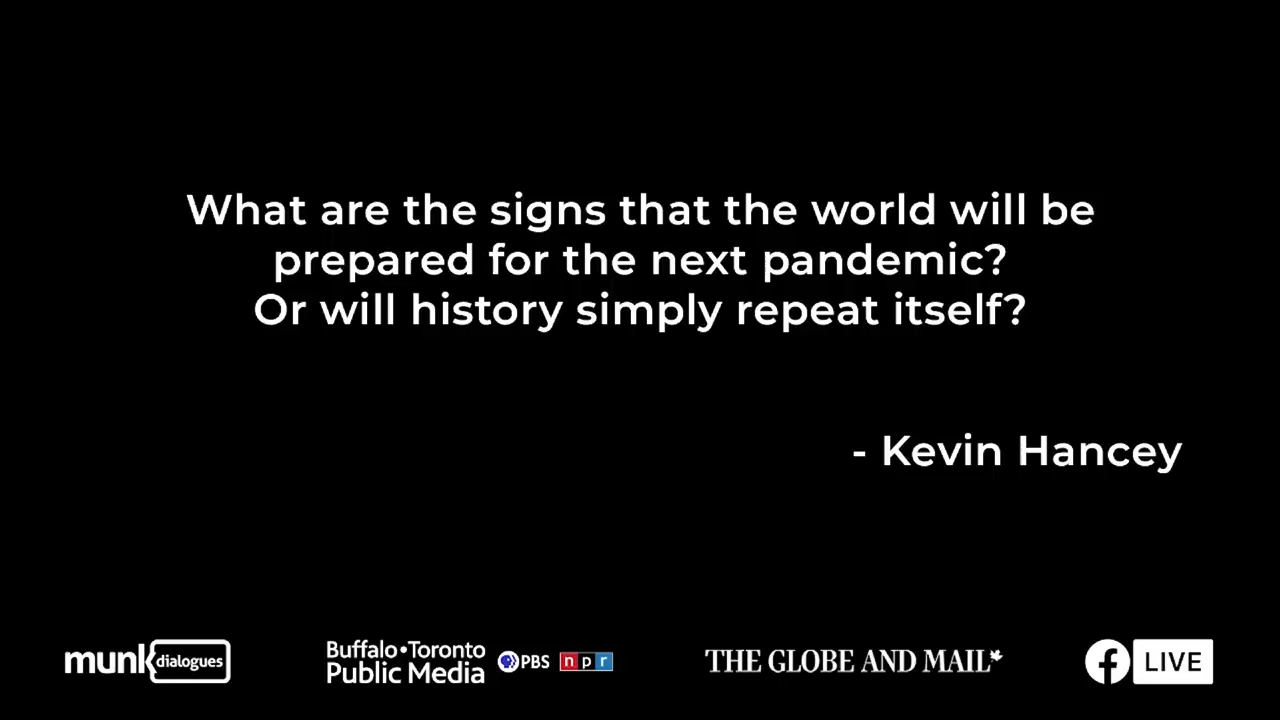 What are the signs that the world will be
prepared for the next pandemic?
Or will history simply repeat itself?
- Kevin Hancey
munk dialogues
Buffalo•Toronto
Public Media
PBS
npr
THE GLOBE AND MAIL
f LIVE